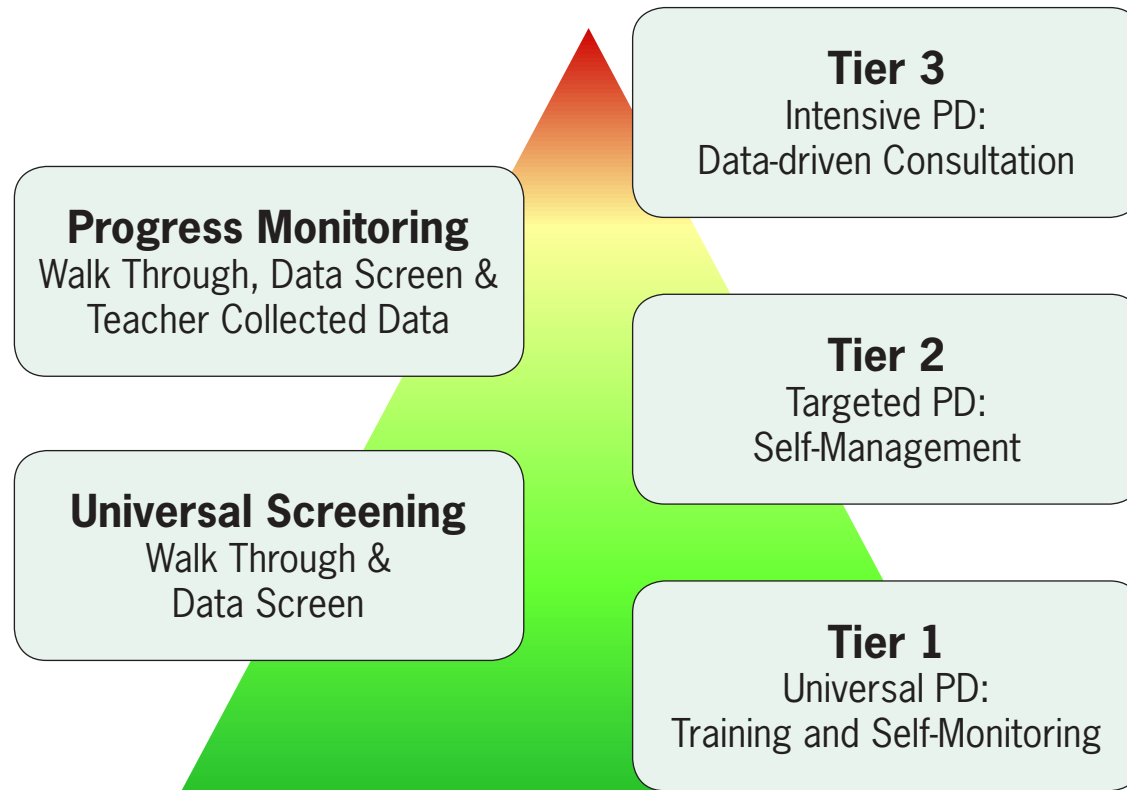 Tier 3
Intensive PD:
Data-driven Consultation
Progress Monitoring
Walk Through, Data Screen &
Teacher Collected Data
Tier 2
Targeted PD:
Self-Management
Universal Screening
Walk Through &
Data Screen
Tier 1
Universal PD:
Training and Self-Monitoring